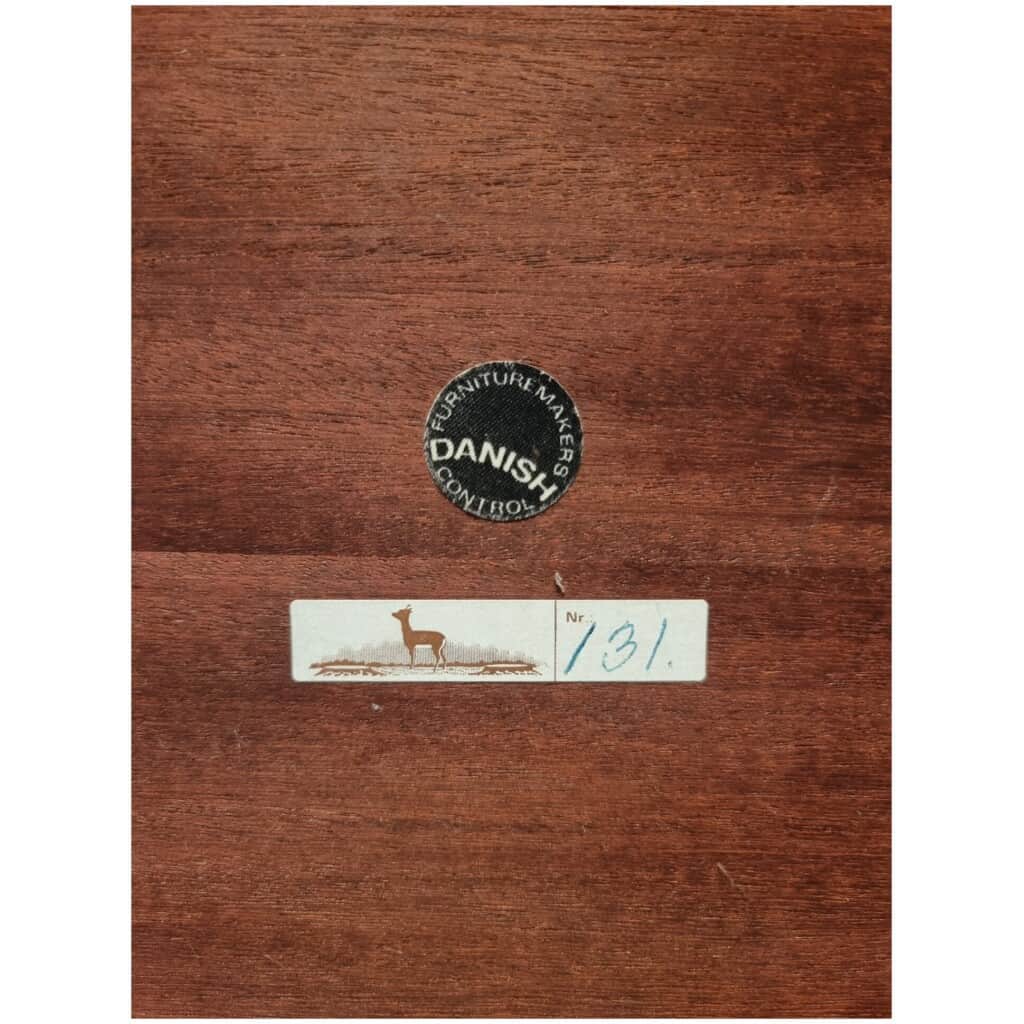 FURNITUREMAKERS
DANISH
CONTROL
Nr.
131.